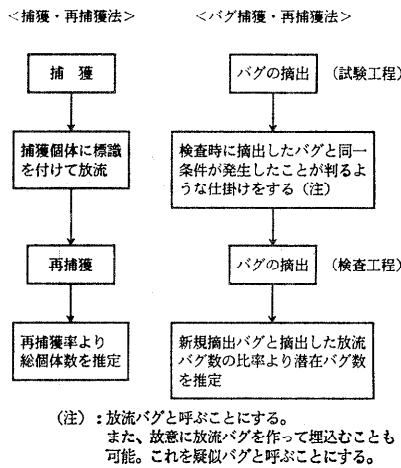 <捕獲・再捕獲法>
捕 獲
捕獲個体に標識
を付けて放流
再捕獲
再捕獲率より
総個体数を推定
<バグ捕獲・再捕獲法>
バグの摘出 (試験工程)
検査時に摘出したバグと同一
条件が発生したことが判るよ
うな仕掛けをする(注)
バグの摘出 (検査工程)
新規摘出バグと摘出した放流
バグ数の比率より潜在バグ数
を推定
(注):放流バグと呼ぶことにする。
また、故意に放流バグを作って埋込むことも
可能。これを疑似バグと呼ぶことにする。